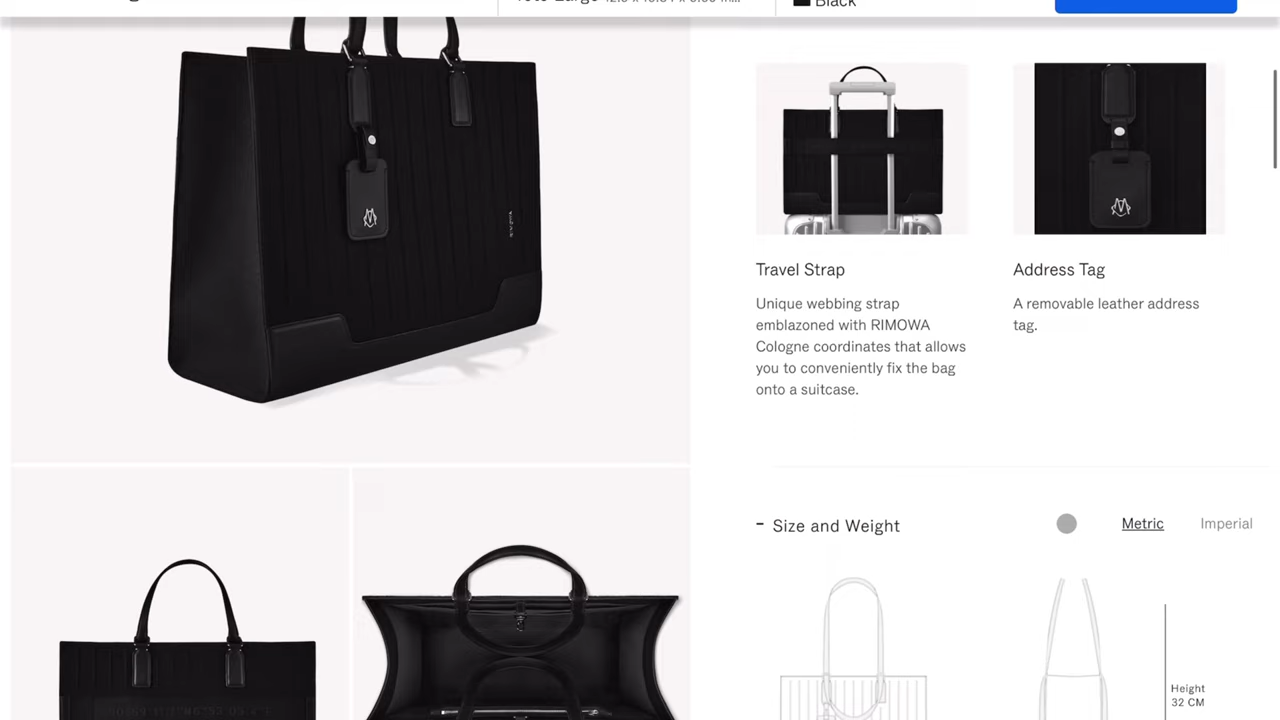 Black
Travel Strap
Unique webbing strap
emblazoned with RIMOWA
Cologne coordinates that allows
you to conveniently fix the bag
onto a suitcase.
Address Tag
A removable leather address
tag.
- Size and Weight
Metric
Imperial
Height
32 CM